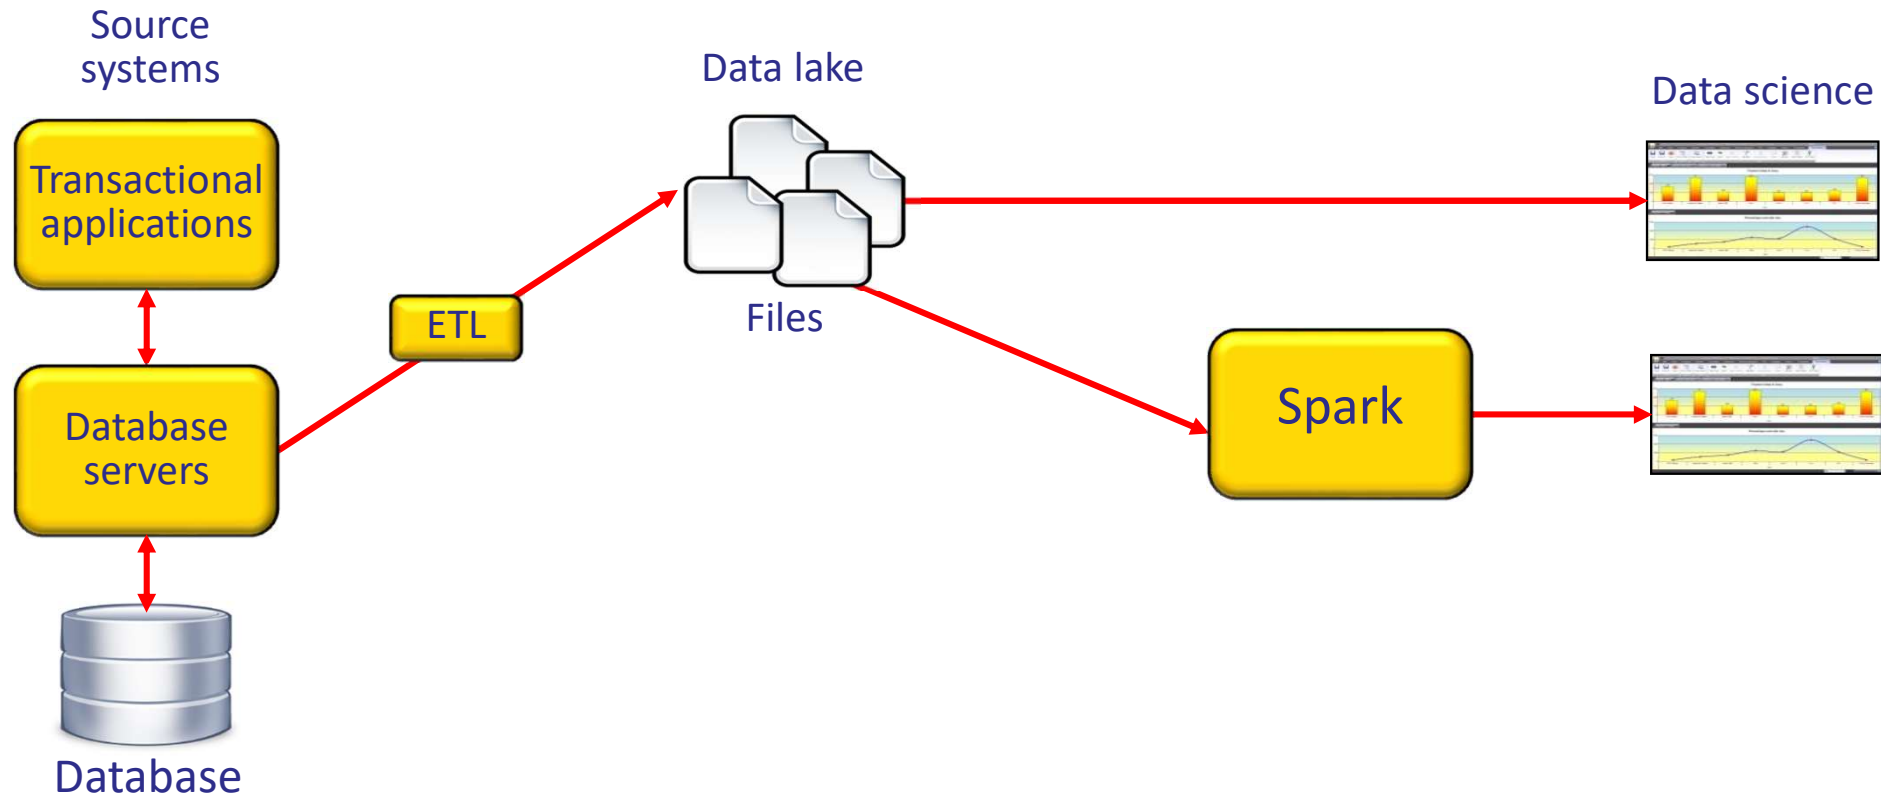 Source
systems
Transactional
applications
Database
servers
Database
ETL
Data lake
Files
Spark
Data science